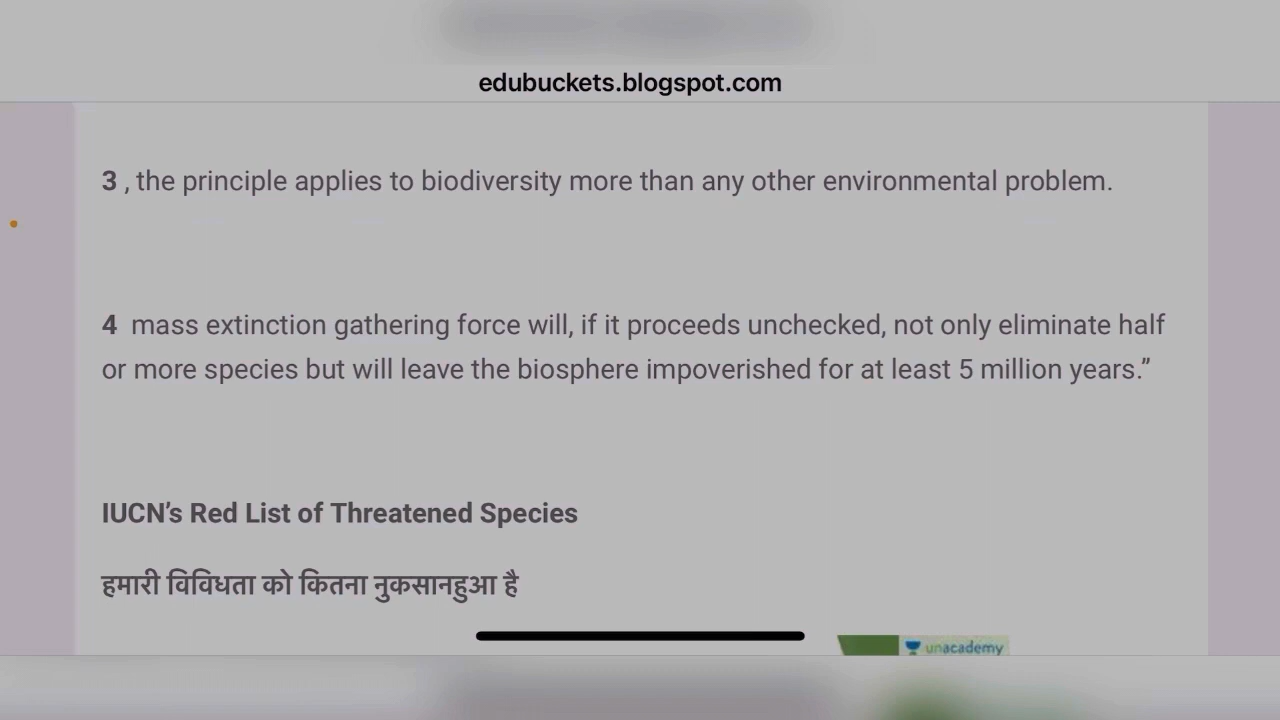 edubuckets.blogspot.com
3 , the principle applies to biodiversity more than any other environmental problem.
4 mass extinction gathering force will, if it proceeds unchecked, not only eliminate half
or more species but will leave the biosphere impoverished for at least 5 million years.”
IUCN’s Red List of Threatened Species
हमारी विविधता को कितना नुकसानहुआ है
unacademy